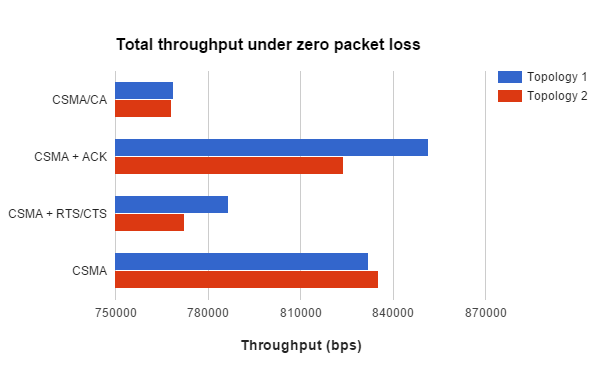 Total throughput under zero packet loss
Topology 1
Topology 2
CSMA/CA
CSMA + ACK
CSMA + RTS/CTS
CSMA
750000 780000 810000 840000 870000
Throughput (bps)